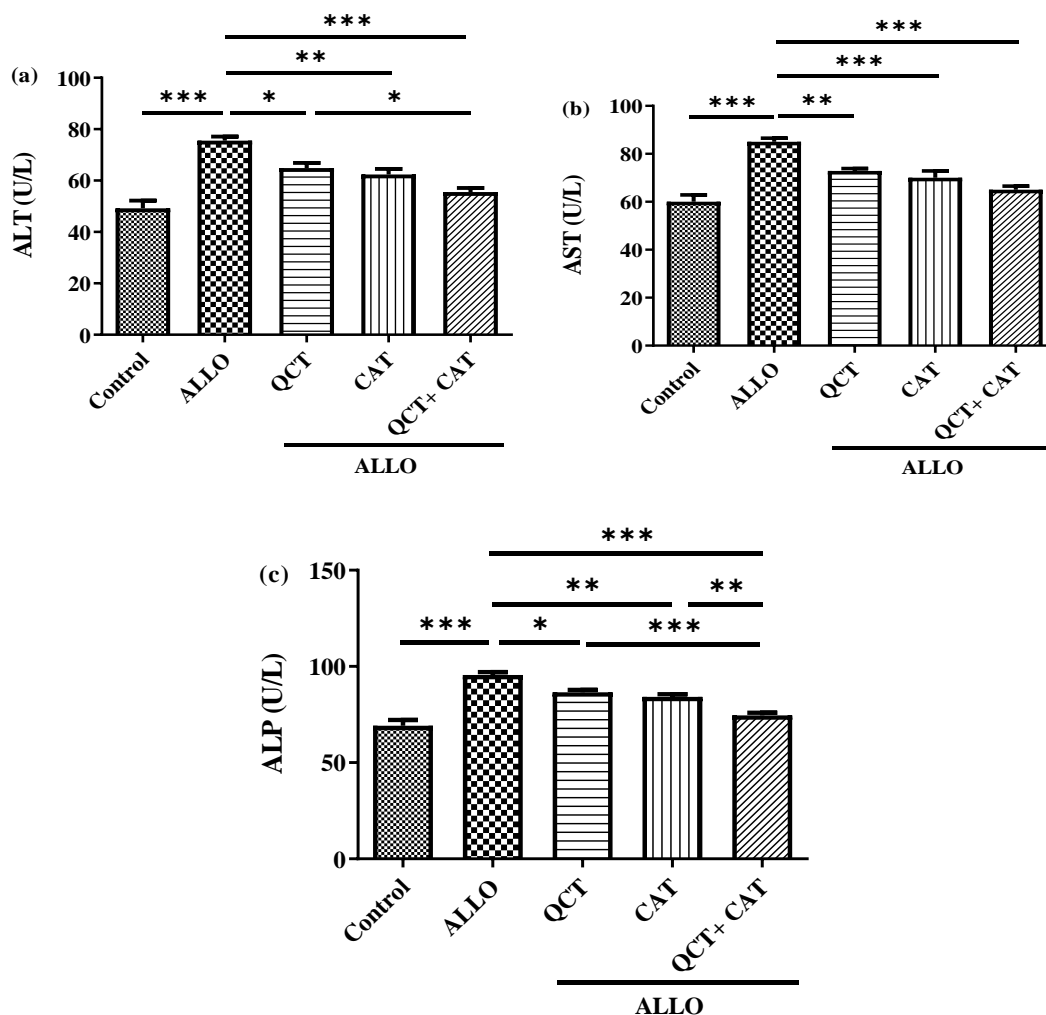 (a)
ALT (U/L)
100
80
60
40
20
0
***
**
*** * *
Control
ALLO
QCT
CAT
QCT+ CAT
ALLO
(b)
AST (U/L)
100
80
60
40
20
0
***
***
*** **
Control
ALLO
QCT
CAT
QCT+ CAT
ALLO
(c)
ALP (U/L)
150
100
50
0
***
** **
*** * ***
Control
ALLO
QCT
CAT
QCT+ CAT
ALLO